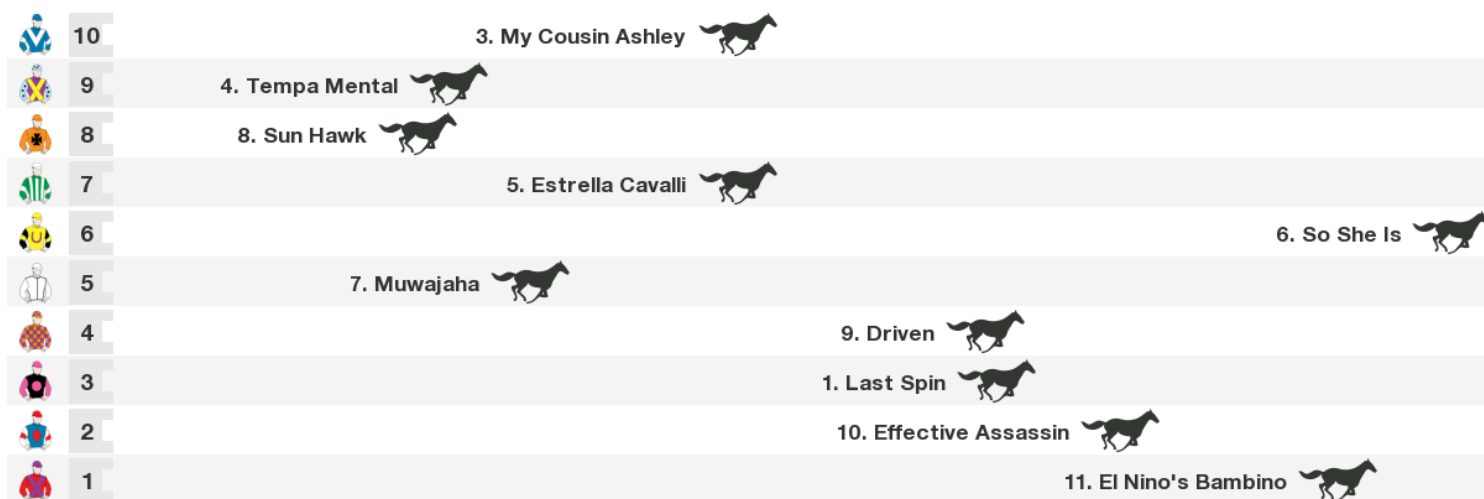 10 3. My Cousin Ashley
9 4. Tempa Mental
8 8. Sun Hawk
7 5. Estrella Cavalli
6 6. So She Is
5 7. Muwajaha
4 9. Driven
3 1. Last Spin
2 10. Effective Assassin
1 11. El Nino's Bambino